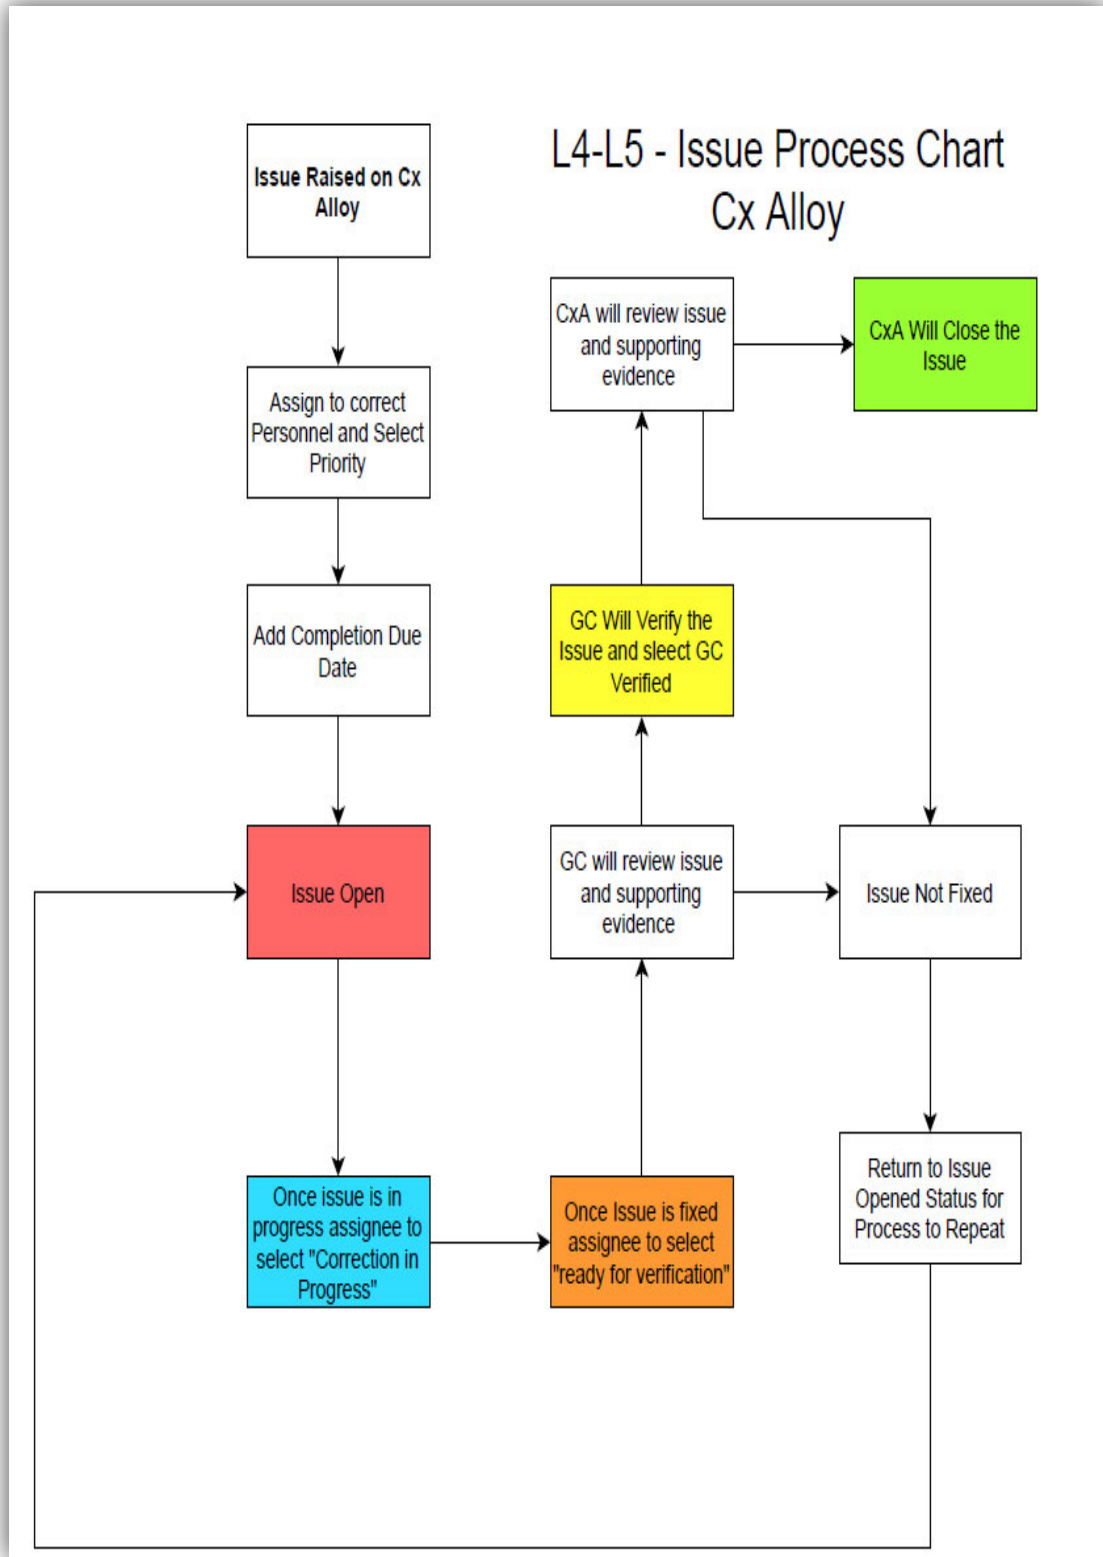 L4-L5 - Issue Process Chart
Cx Alloy
Issue Raised on Cx
Alloy
Assign to correct
Personnel and Select
Priority
Add Completion Due
Date
Issue Open
Once issue is in
progress assignee to
select "Correction in
Progress"
Once Issue is fixed
assignee to select
"ready for verification"
GC will review issue
and supporting
evidence
GC Will Verify the
Issue and sleect GC
Verified
CxA will review issue
and supporting
evidence
CxA Will Close the
Issue
Issue Not Fixed
Return to Issue
Opened Status for
Process to Repeat